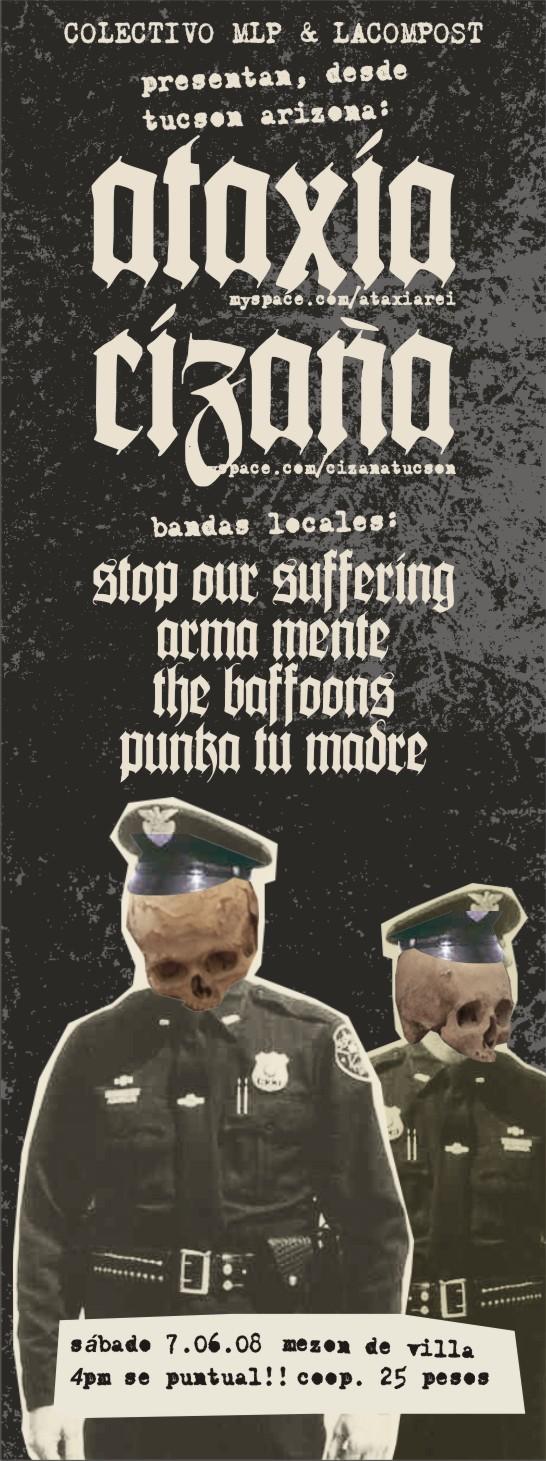 COLECTIVO MLP & LACOMPOST
presentan, desde
tucson arizona:
ataxía
myspace.com/ataxiarei
cízaña
space.com/cizanatucson
bandas locales:
stop our suffering
arma mente
the baffoons
punka tu madre
sábado 7.06.08 mezon de villa
4pm se puntual!! coop. 25 pesos